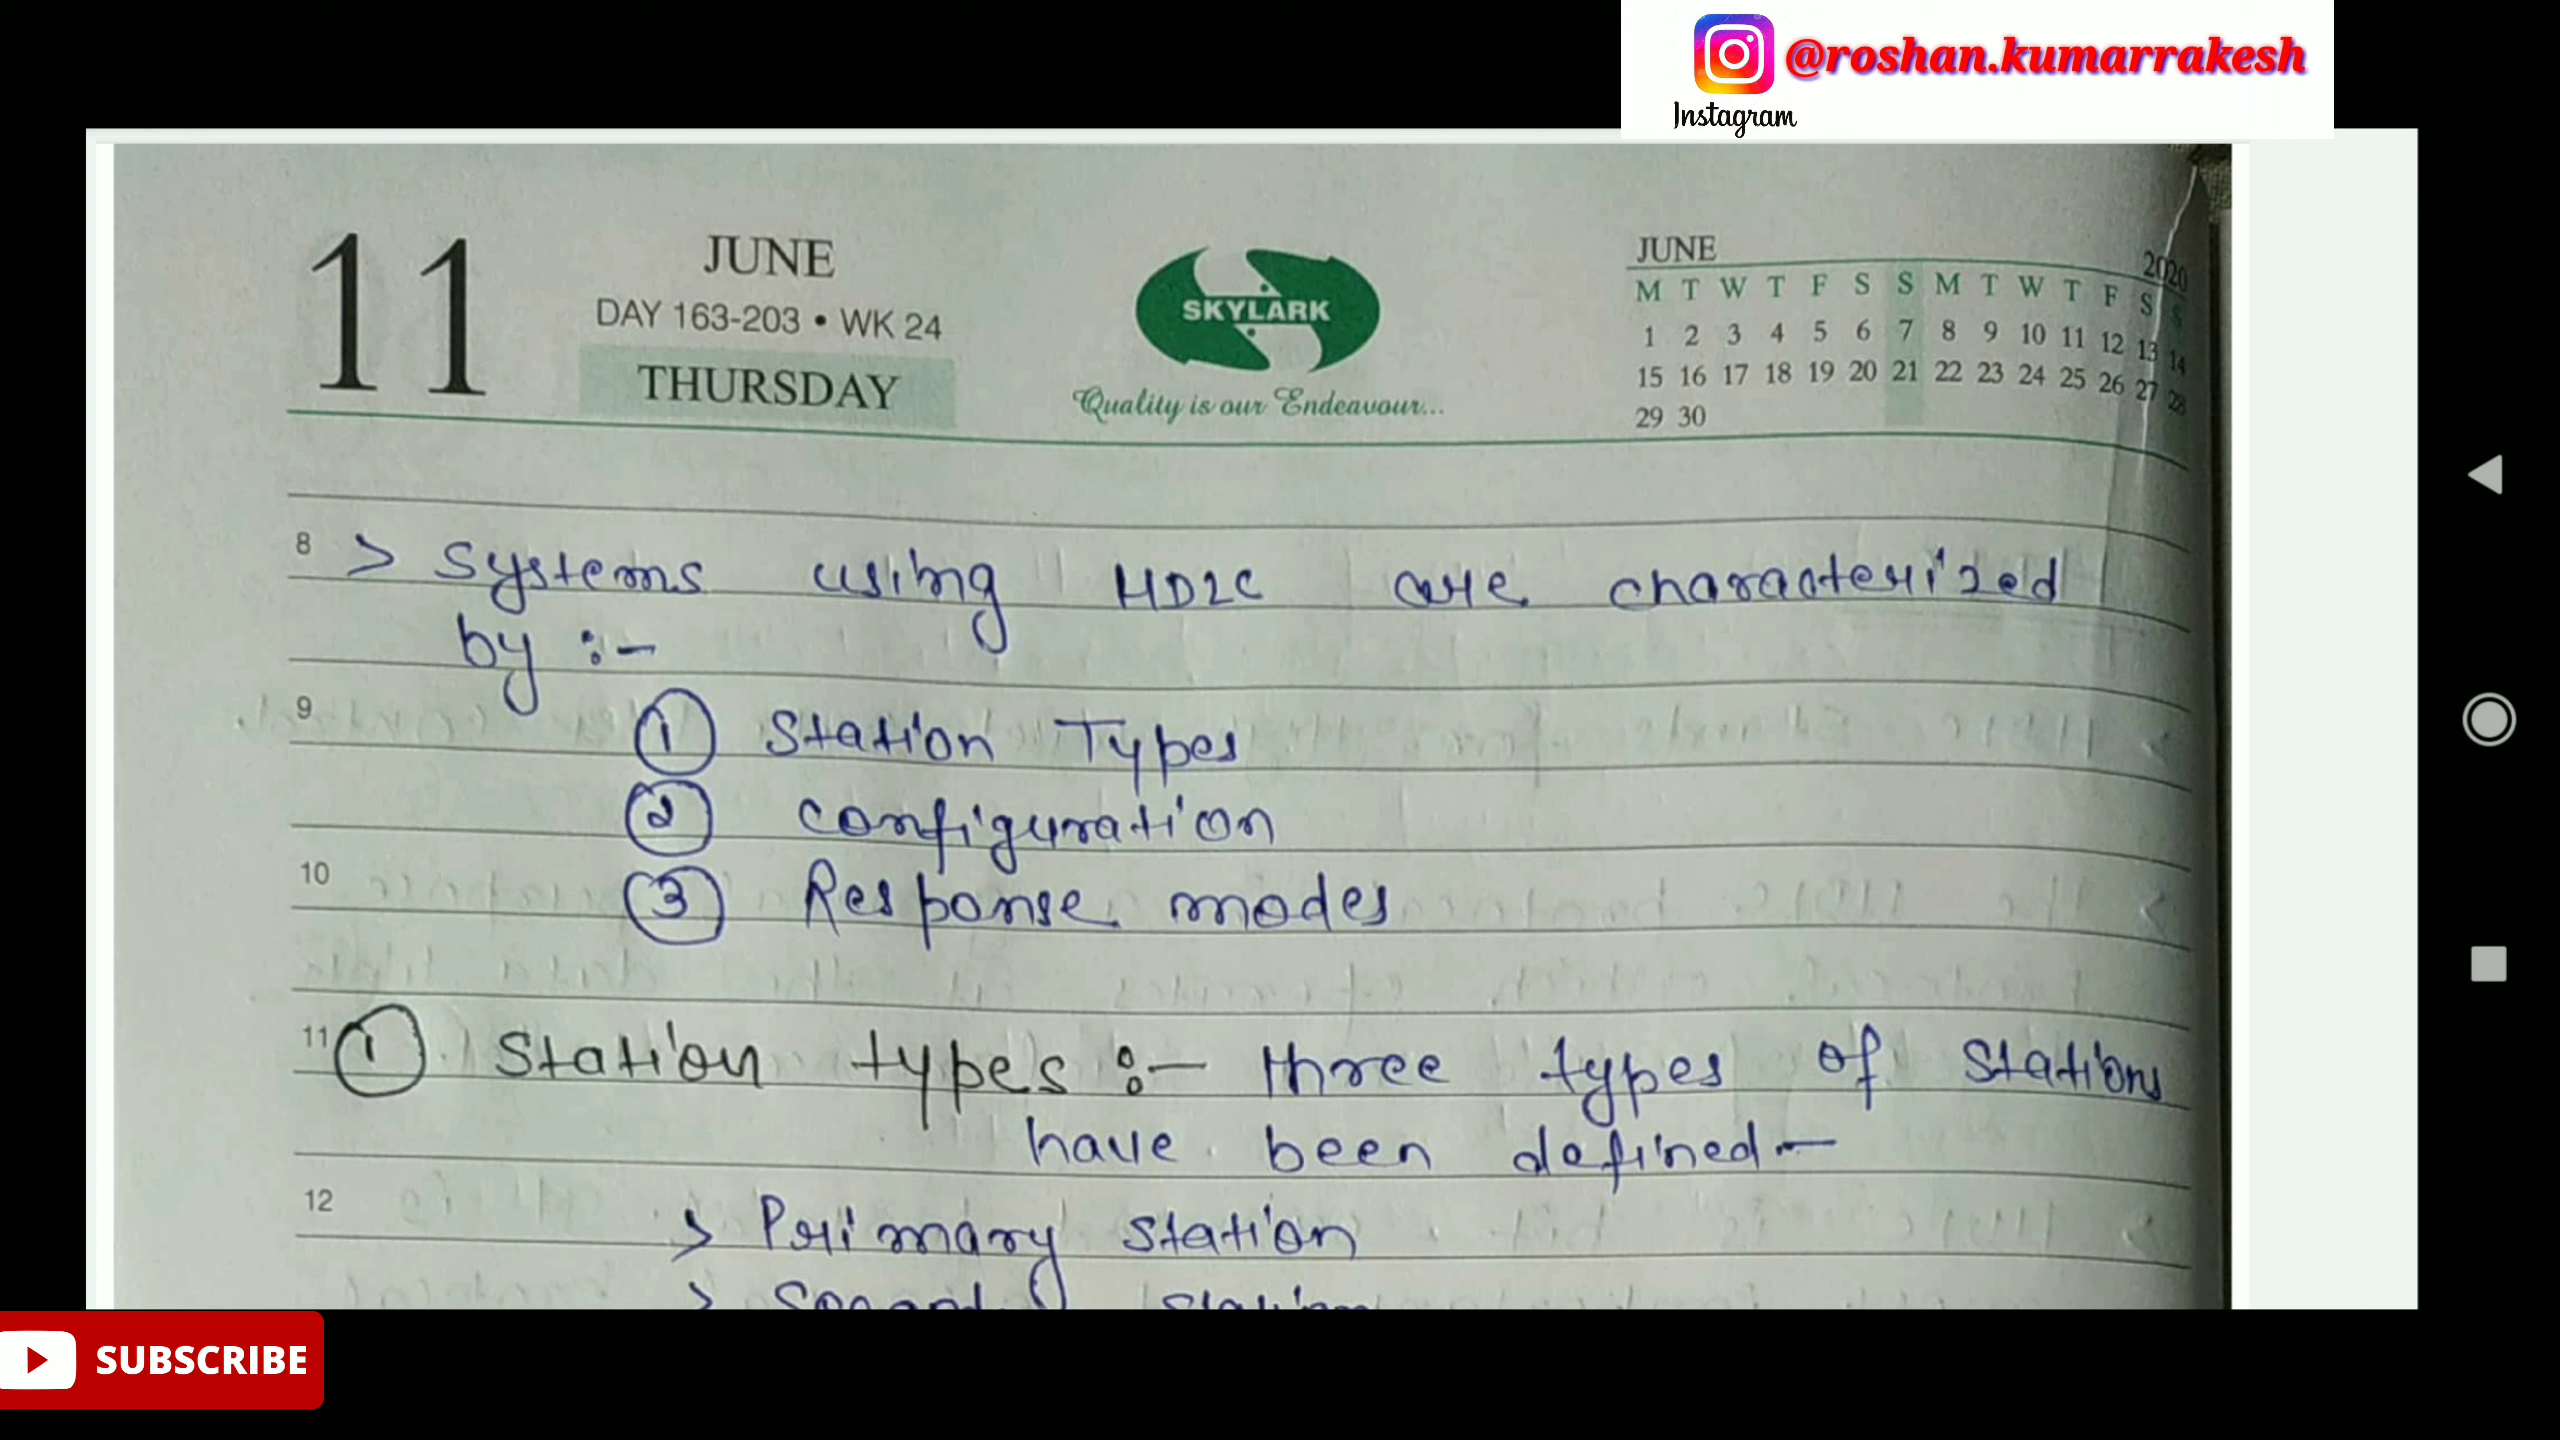 @roshan.kumarrakesh
Instagram
11
JUNE
DAY 163-203 • WK 24
THURSDAY
SKYLARK
Quality is our Endeavour...
JUNE 2020
M T W T F S S M T W T F S S
1 2 3 4 5 6 7 8 9 10 11 12 13 14
15 16 17 18 19 20 21 22 23 24 25 26 27 28
29 30
8 > Systems using HDLC are characterized
by :-
9 ① Station Types
② configuration
10 ③ Response modes
11 ① Station types :- three types of stations
have been defined -
12 > Primary station
SUBSCRIBE